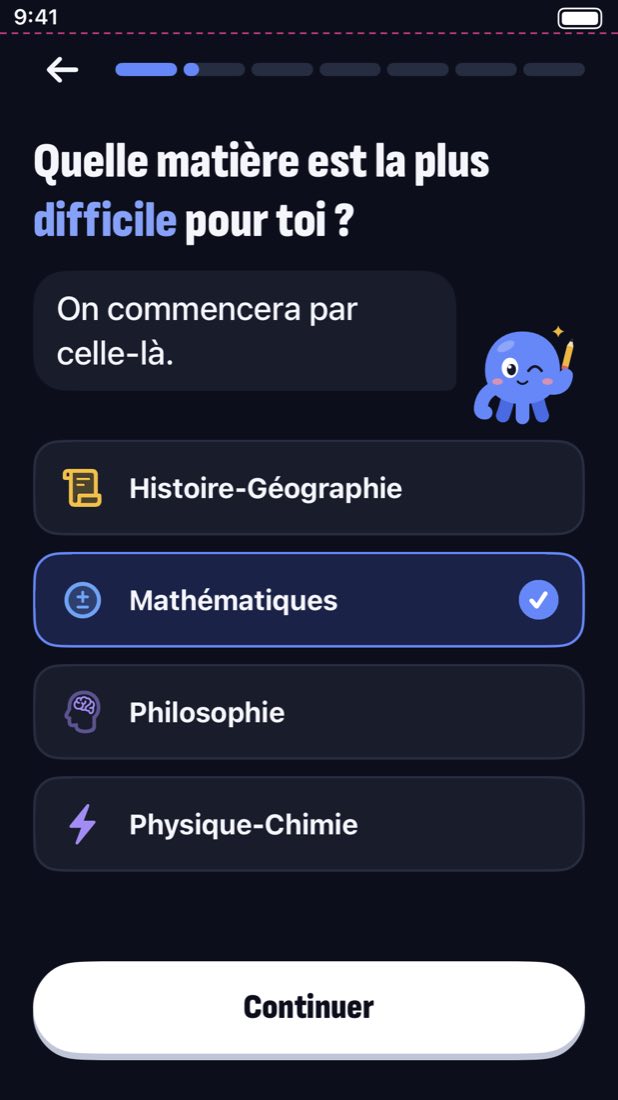 9:41
Quelle matière est la plus
difficile pour toi ?
On commencera par
celle-là.
Histoire-Géographie
Mathématiques
Philosophie
Physique-Chimie
Continuer